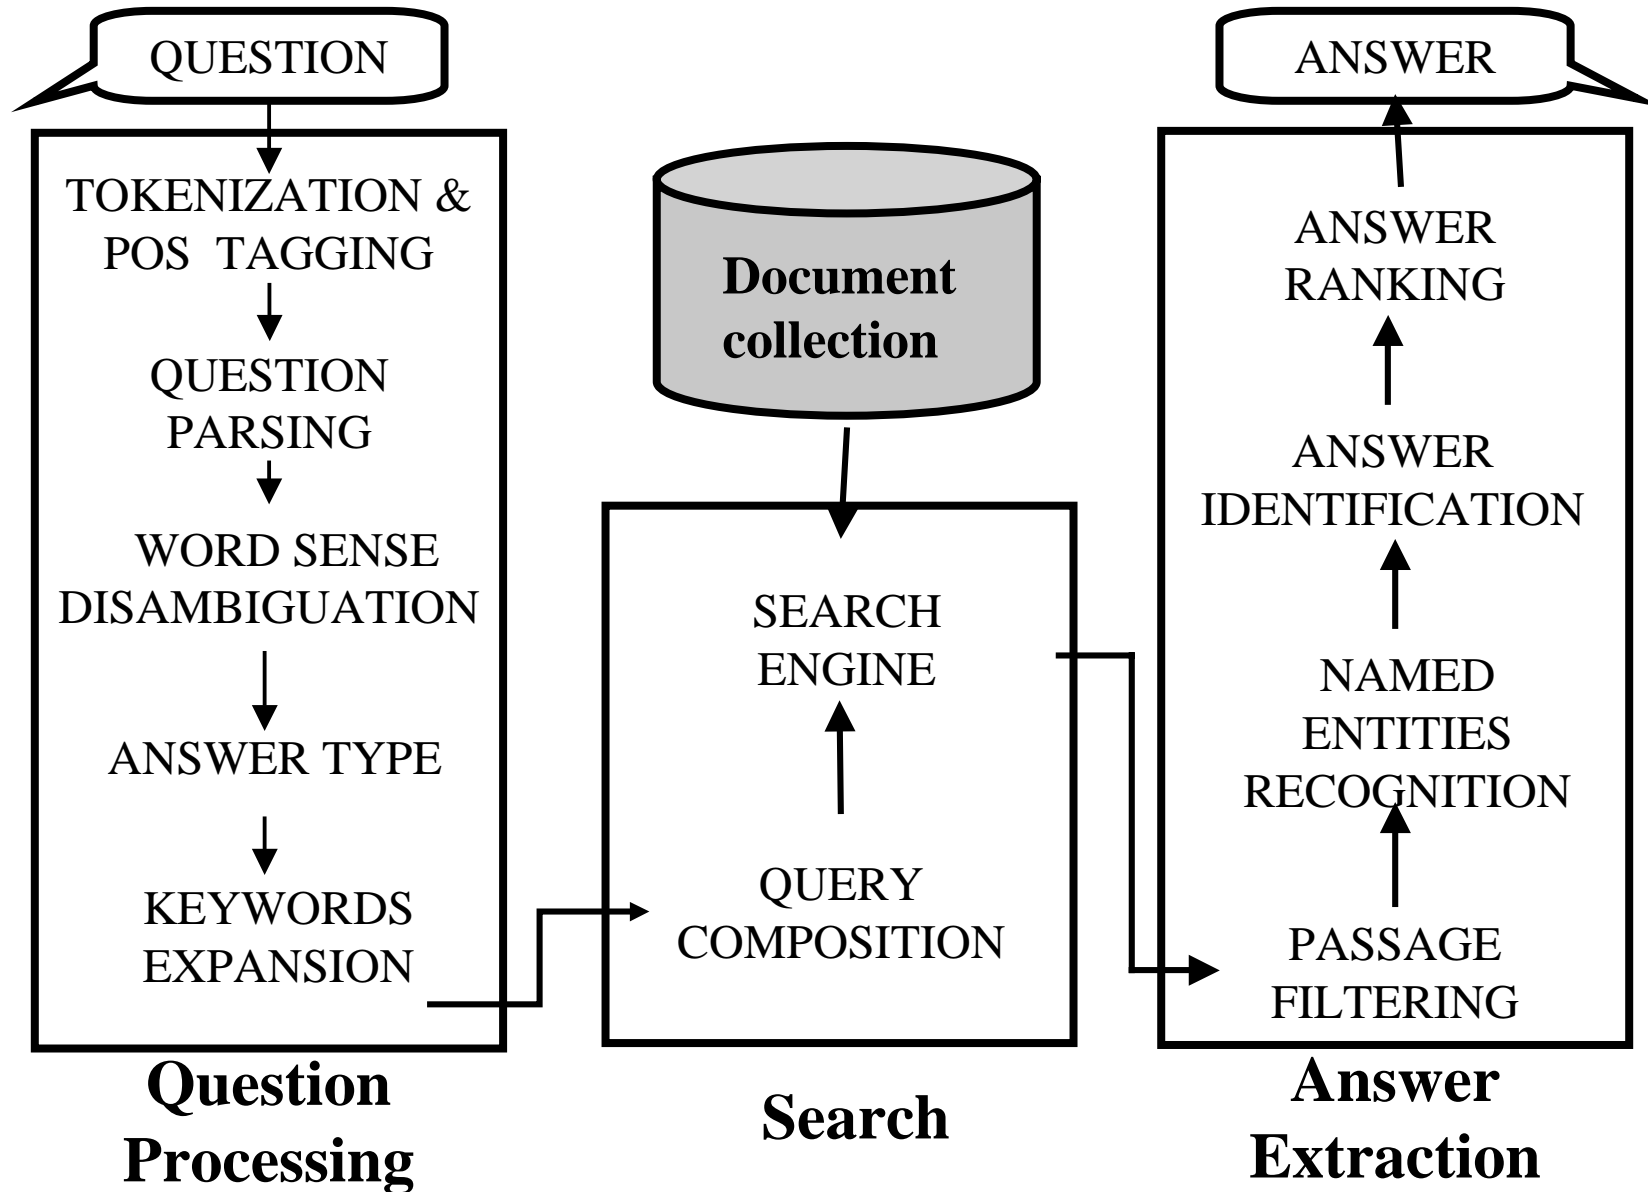 QUESTION
TOKENIZATION &
POS TAGGING
QUESTION
PARSING
WORD SENSE
DISAMBIGUATION
ANSWER TYPE
KEYWORDS
EXPANSION
Question
Processing
Document
collection
SEARCH
ENGINE
QUERY
COMPOSITION
Search
ANSWER
ANSWER
RANKING
ANSWER
IDENTIFICATION
NAMED
ENTITIES
RECOGNITION
PASSAGE
FILTERING
Answer
Extraction